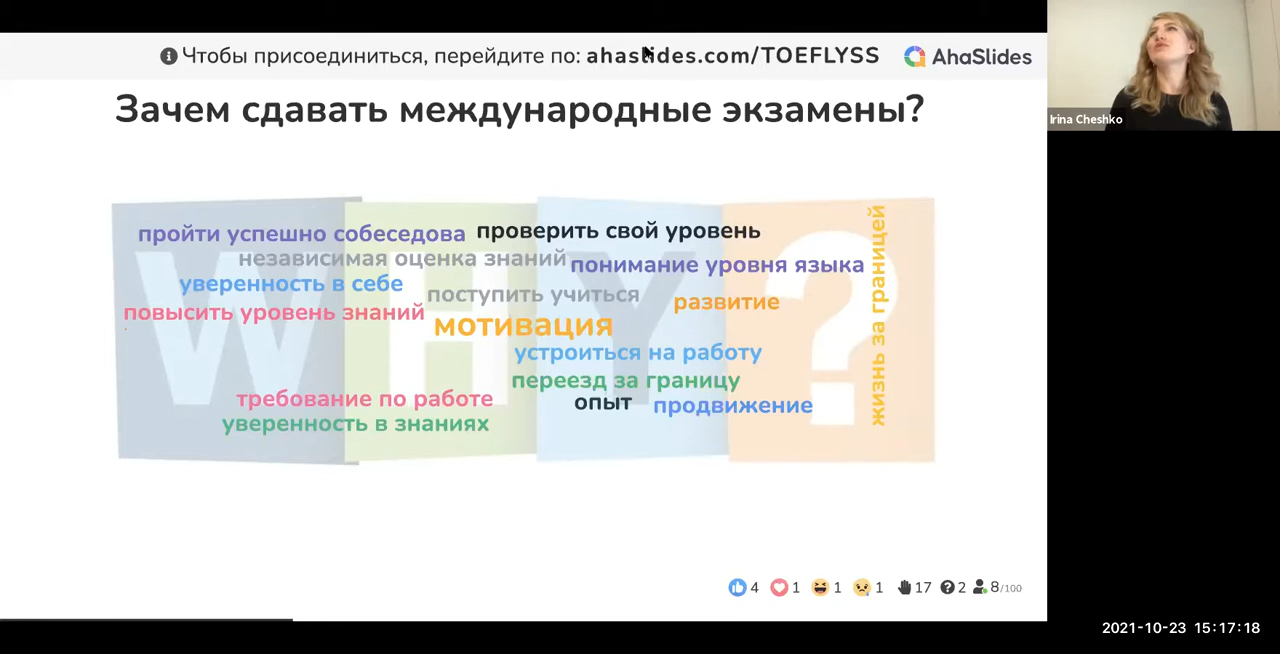 Чтобы присоединиться, перейдите по: ahaslides.com/TOEFLYSS
AhaSlides
Irina Cheshko
Зачем сдавать международные экзамены?
WHY?
пройти успешно собеседова
проверить свой уровень
независимая оценка знаний
понимание уровня языка
уверенность в себе
поступить учиться
развитие
повысить уровень знаний
мотивация
устроиться на работу
переезд за границу
требование по работе
опыт
продвижение
уверенность в знаниях
жизнь за границей
4 1 1 1 17 2 8/100
2021-10-23 15:17:18